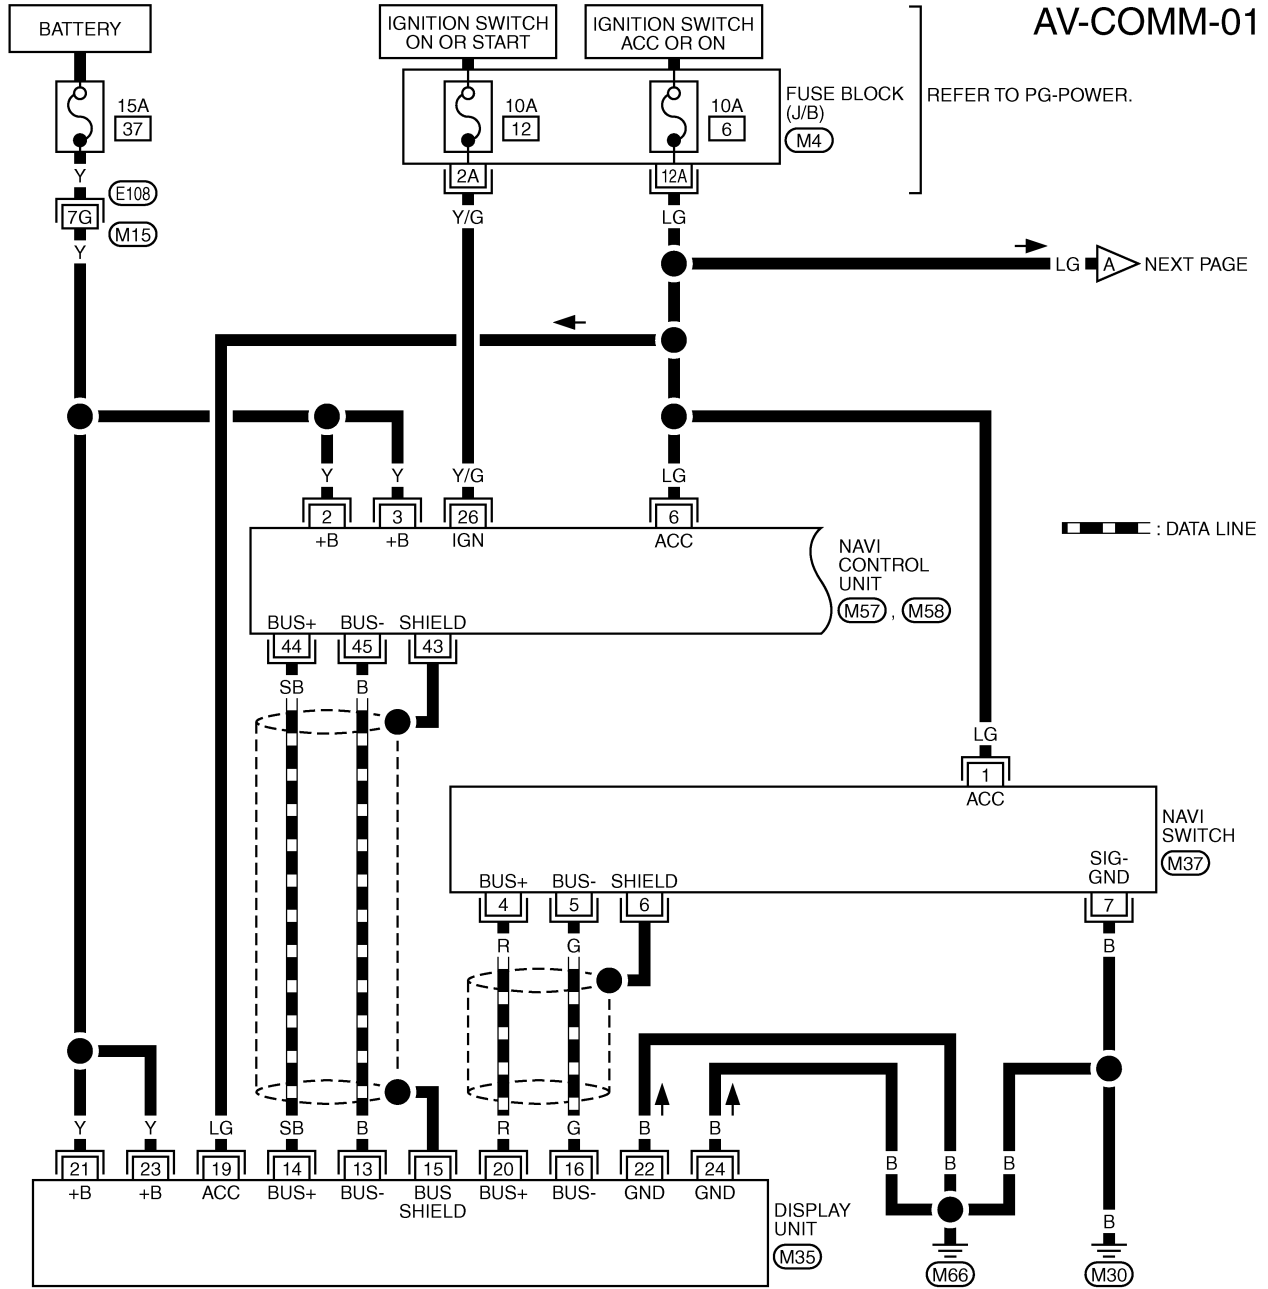 AV-COMM-01
BATTERY
IGNITION SWITCH
ON OR START
IGNITION SWITCH
ACC OR ON
15A
37
10A
12
10A
6
FUSE BLOCK
(J/B)
M4
REFER TO PG-POWER.
2A
12A
Y
E108
7G
M15
Y
Y/G
LG
LG
A
NEXT PAGE
Y
Y
Y/G
LG
2
3
26
6
+B
+B
IGN
ACC
: DATA LINE
NAVI
CONTROL
UNIT
M57 , M58
BUS+
BUS-
SHIELD
44
45
43
SB
B
LG
1
ACC
NAVI
SWITCH
M37
SIG-
GND
BUS+
BUS-
SHIELD
4
5
6
7
R
G
B
Y
Y
LG
SB
B
R
G
B
B
B
B
B
21
23
19
14
13
15
20
16
22
24
+B
+B
ACC
BUS+
BUS-
BUS
SHIELD
BUS+
BUS-
GND
GND
DISPLAY
UNIT
M35
B
M66
M30